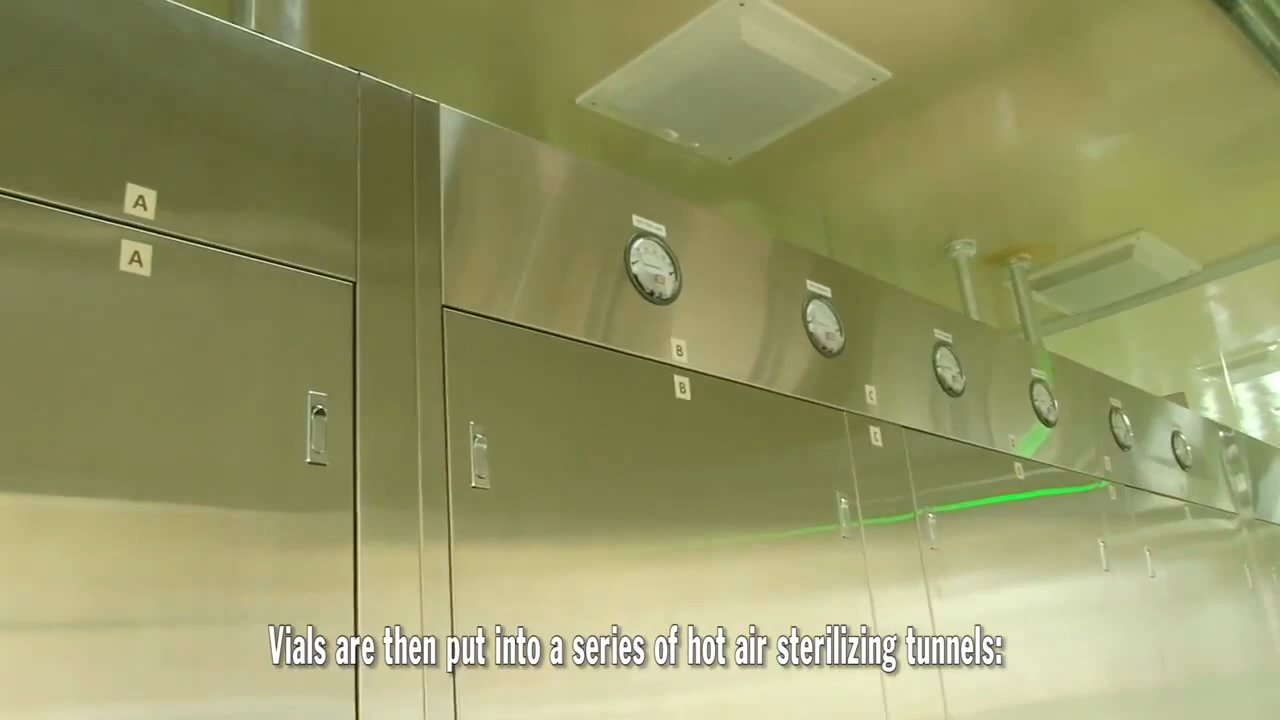 A
A
B
B
C
C
D
D
Vials are then put into a series of hot air sterilizing tunnels: